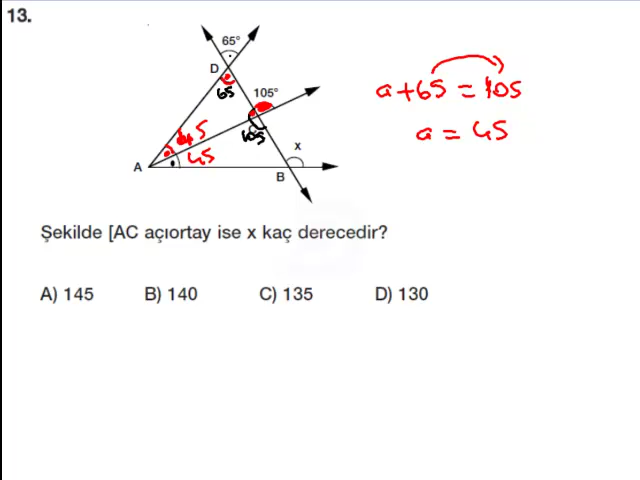 13.
65°
D
65
105°
a+65 = 105
a = 45
45
45
105
x
A
B
Şekilde [AC açıortay ise x kaç derecedir?
A) 145 B) 140 C) 135 D) 130